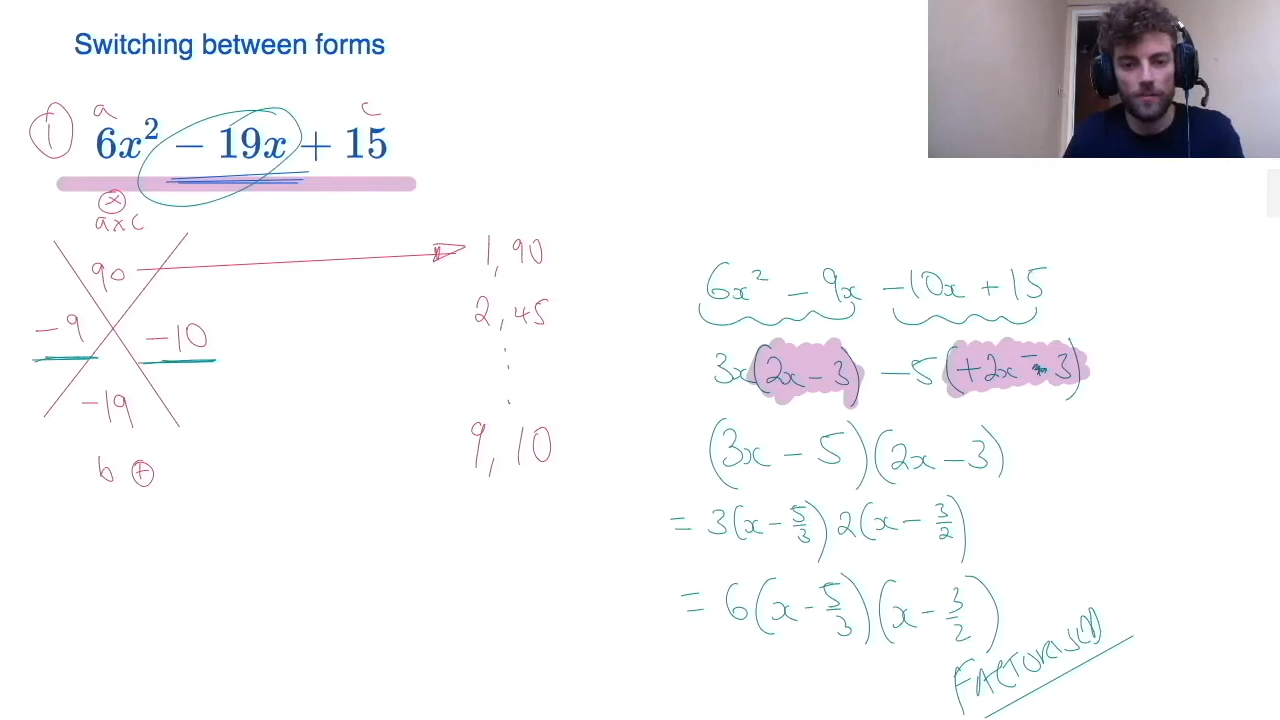 Switching between forms
1
a c
6x² − 19x + 15
×
a×c
90
−9 −10
−19
b +
1, 90
2, 45
⋮
9, 10
6x² − 9x − 10x + 15
3x(2x − 3) − 5(+2x − 3)
(3x − 5)(2x − 3)
= 3(x − 5/3) 2(x − 3/2)
= 6(x − 5/3)(x − 3/2)
FACTORISED